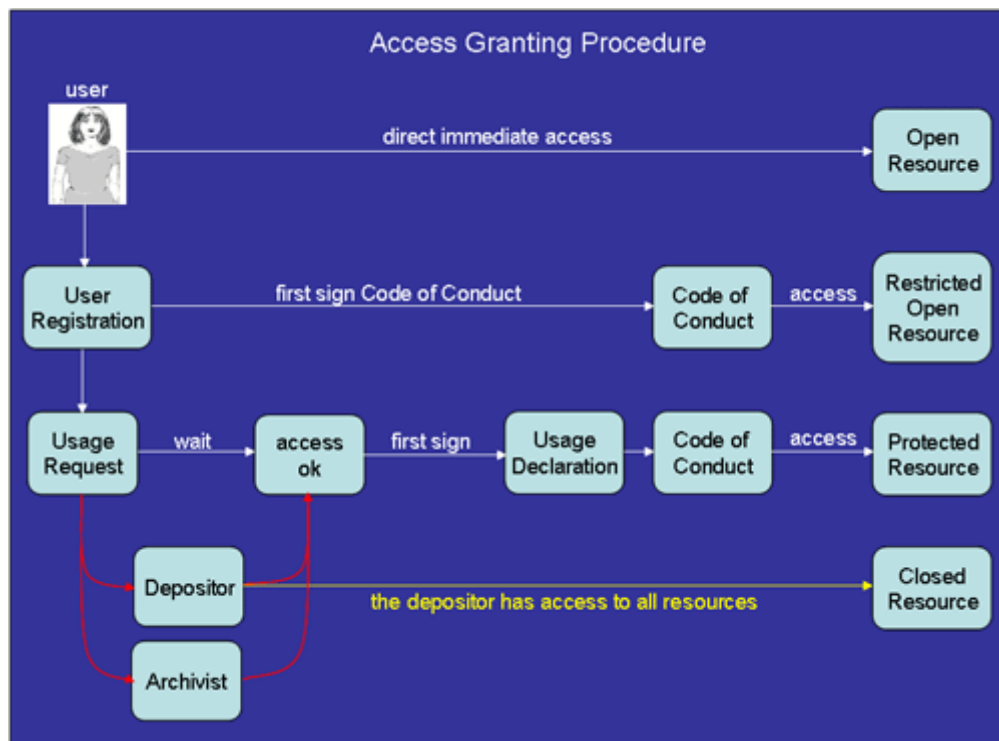 Access Granting Procedure
user
direct immediate access
Open
Resource
User
Registration
first sign Code of Conduct
Code of
Conduct
access
Restricted
Open
Resource
Usage
Request
wait
access
ok
first sign
Usage
Declaration
Code of
Conduct
access
Protected
Resource
Depositor
the depositor has access to all resources
Closed
Resource
Archivist